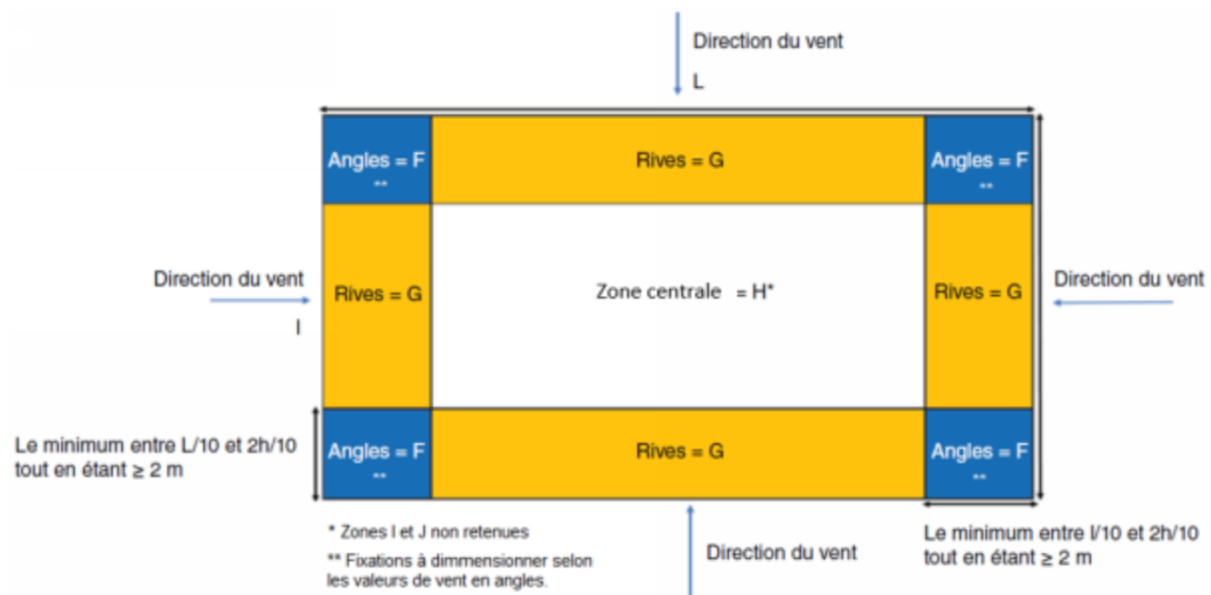 Direction du vent
L
Angles = F
**
Rives = G
Angles = F
**
Direction du vent
l
Rives = G
Zone centrale = H*
Rives = G
Direction du vent
Le minimum entre L/10 et 2h/10
tout en étant ≥ 2 m
Angles = F
**
Rives = G
Angles = F
**
* Zones I et J non retenues
** Fixations à dimmensionner selon
les valeurs de vent en angles.
Direction du vent
Le minimum entre l/10 et 2h/10
tout en étant ≥ 2 m